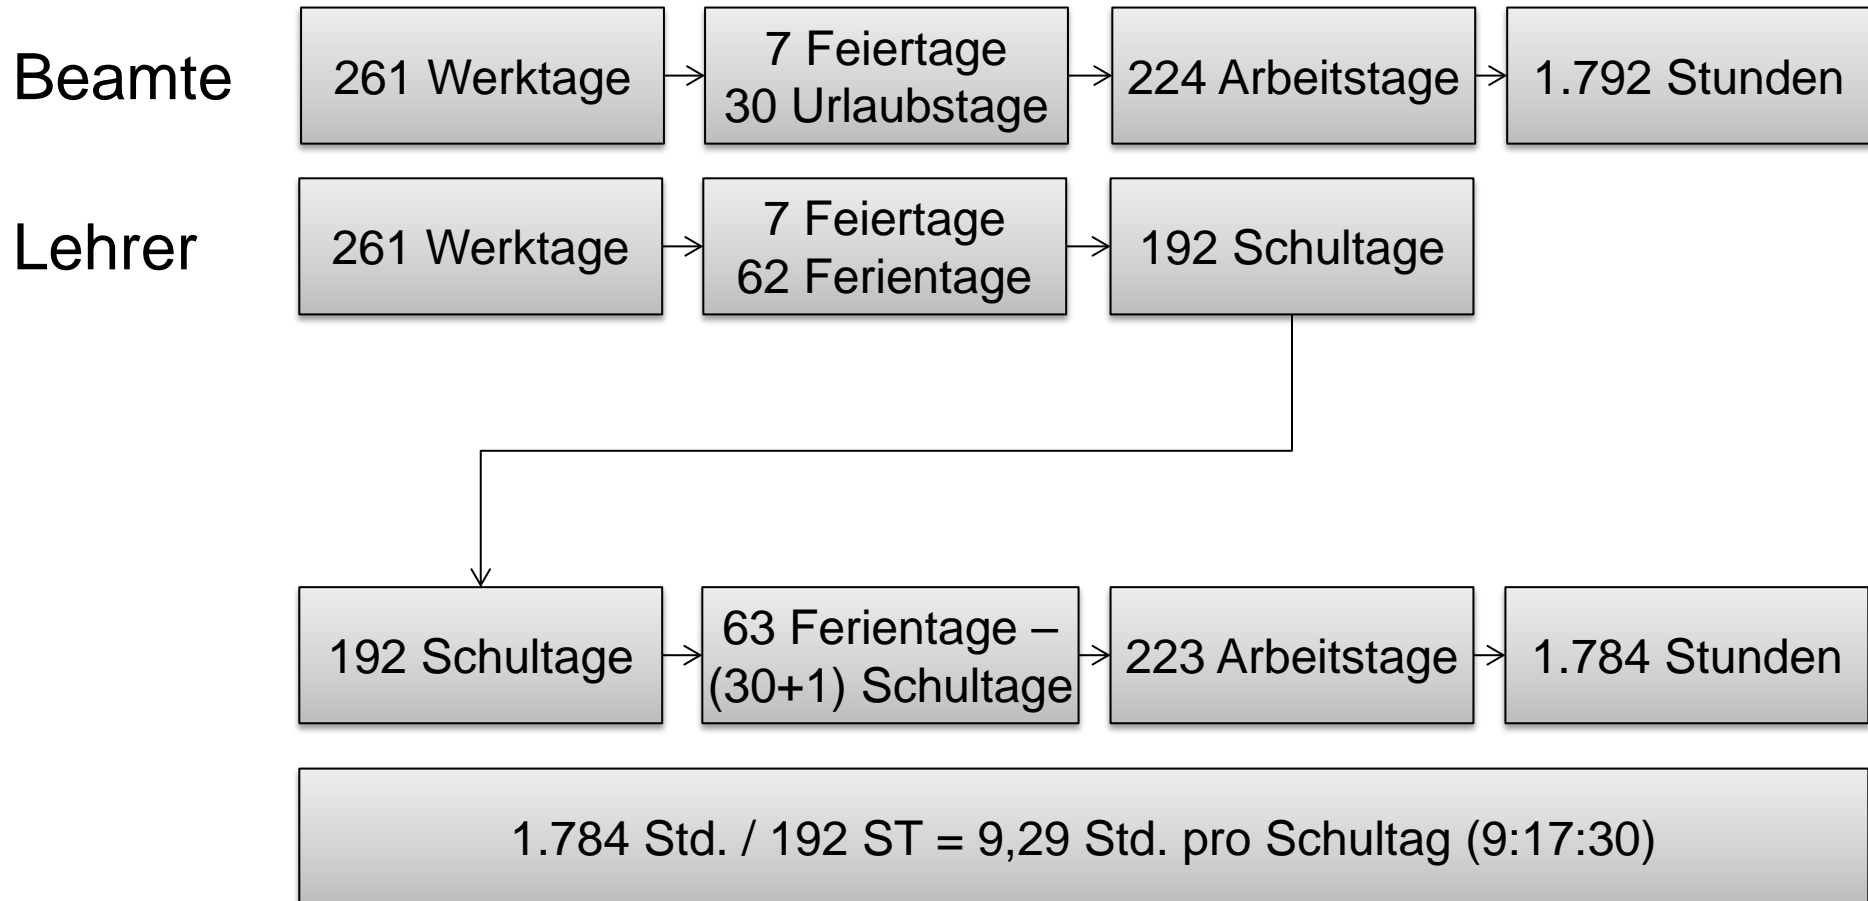 Beamte
261 Werktage
7 Feiertage
30 Urlaubstage
224 Arbeitstage
1.792 Stunden
Lehrer
261 Werktage
7 Feiertage
62 Ferientage
192 Schultage
192 Schultage
63 Ferientage –
(30+1) Schultage
223 Arbeitstage
1.784 Stunden
1.784 Std. / 192 ST = 9,29 Std. pro Schultag (9:17:30)